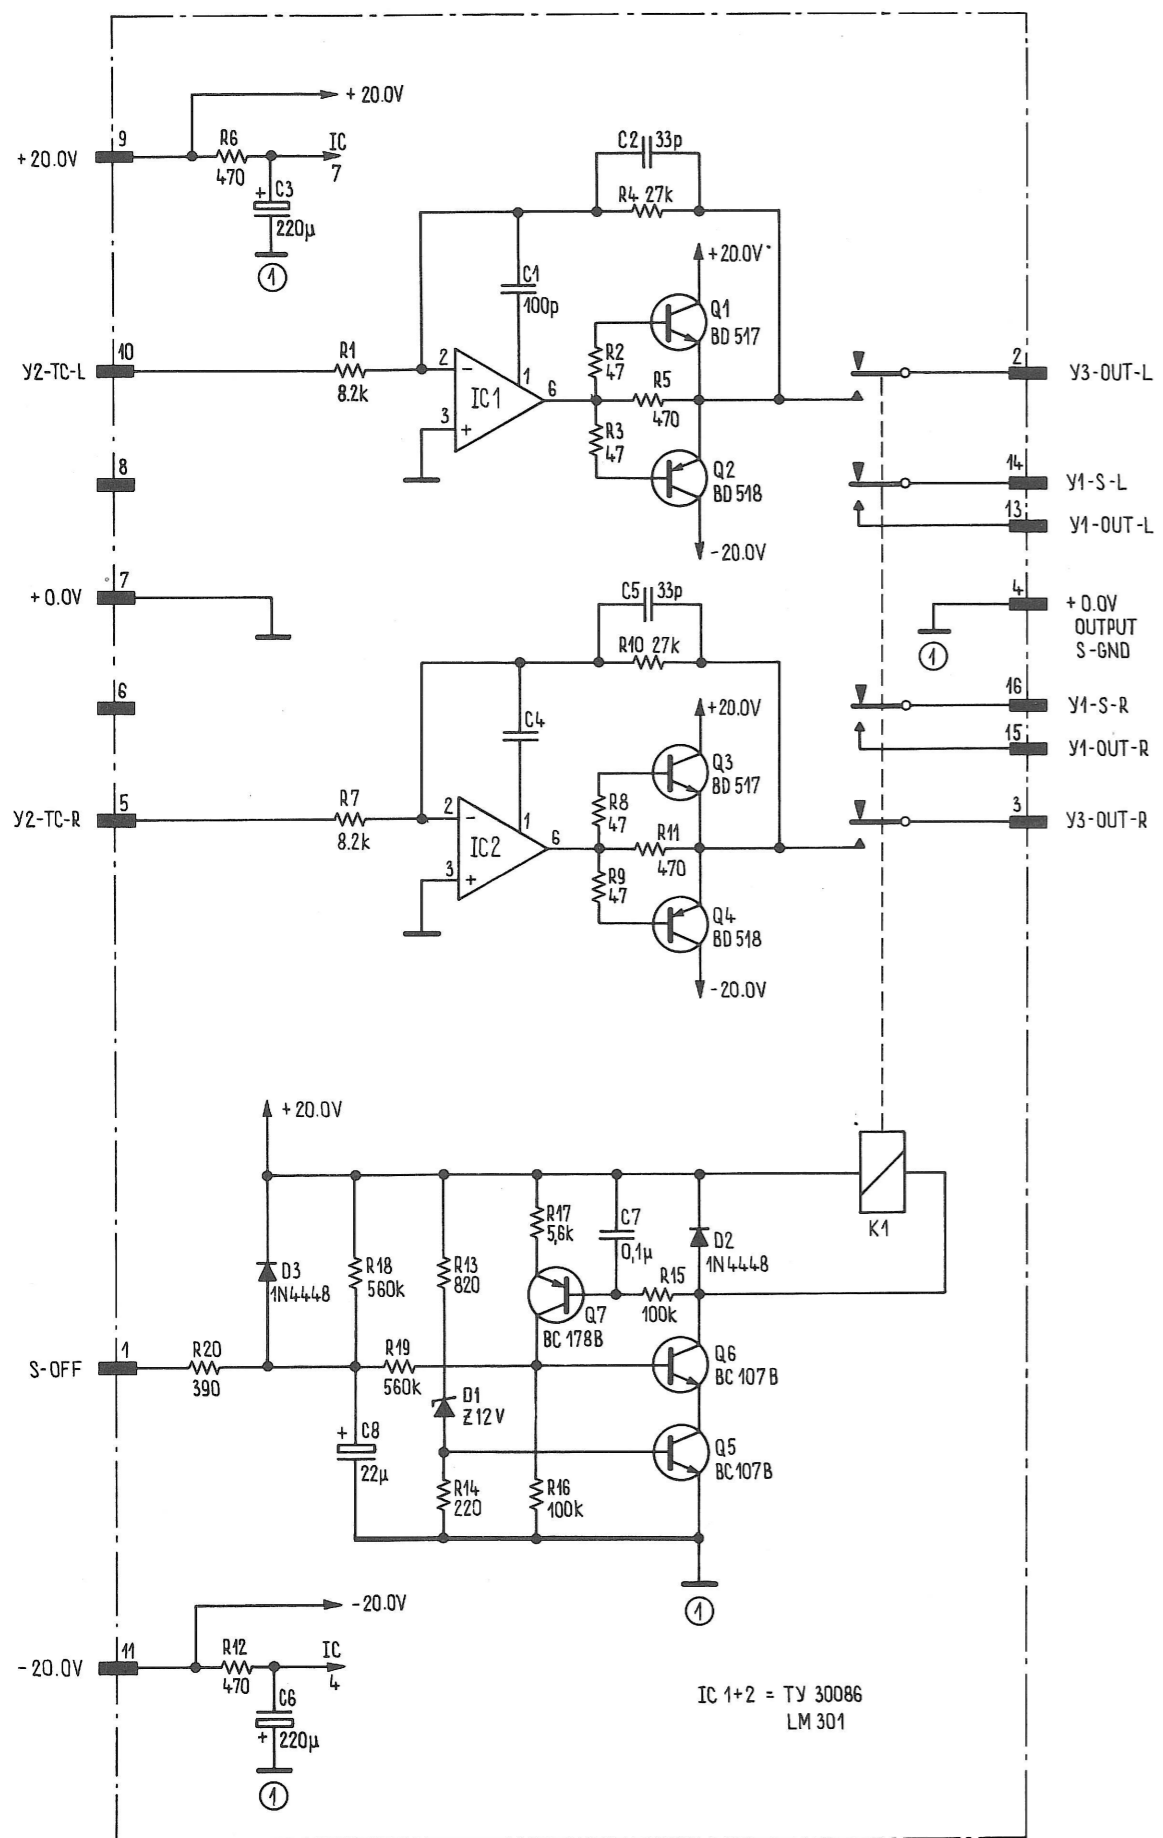 + 20.0V
9
+20.0V
R6
470
IC
7
+ C3
220µ
1
C2 33p
R4 27k
C1
100p
+20.0V
Q1
BD 517
10
Y2-TC-L
R1
8.2k
2
-
1
IC1
6
3
+
R2
47
R5
470
R3
47
Q2
BD 518
-20.0V
2
Y3-OUT-L
8
14
Y1-S-L
13
Y1-OUT-L
7
+0.0V
4
+0.0V
OUTPUT
S-GND
1
C5 33p
R10 27k
6
C4
+20.0V
Q3
BD 517
16
Y1-S-R
15
Y1-OUT-R
5
Y2-TC-R
R7
8.2k
2
-
1
IC2
6
3
+
R8
47
R11
470
R9
47
Q4
BD 518
-20.0V
3
Y3-OUT-R
+20.0V
K1
R17
5,6k
C7
0,1µ
D2
1N4448
D3
1N4448
R18
560k
R13
820
R15
100k
Q7
BC 178B
1
S-OFF
R20
390
R19
560k
Q6
BC 107B
D1
Z12V
+ C8
22µ
Q5
BC107B
R14
220
R16
100k
1
-20.0V
11
-20.0V
R12
470
IC
4
C6
+ 220µ
1
IC 1+2 = TY 30086
LM 301